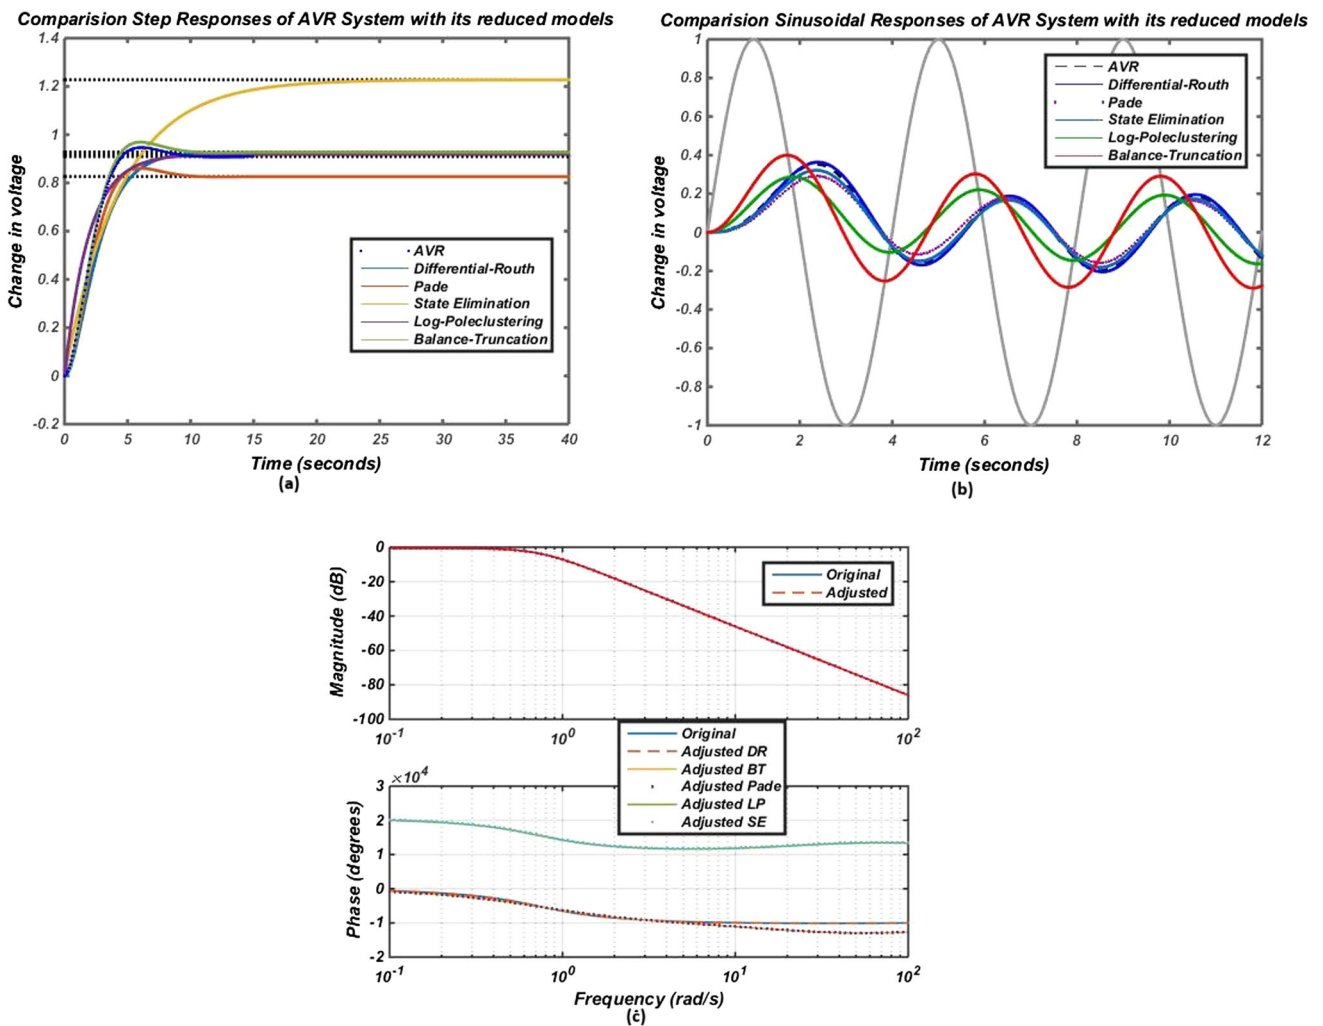 Comparision Step Responses of AVR System with its reduced models
1.4
1.2
1
0.8
0.6
0.4
0.2
0
-0.2
Change in voltage
AVR
Differential-Routh
Pade
State Elimination
Log-Poleclustering
Balance-Truncation
0 5 10 15 20 25 30 35 40
Time (seconds)
(a)
Comparision Sinusoidal Responses of AVR System with its reduced models
1
0.8
0.6
0.4
0.2
0
-0.2
-0.4
-0.6
-0.8
-1
Change in voltage
AVR
Differential-Routh
Pade
State Elimination
Log-Poleclustering
Balance-Truncation
0 2 4 6 8 10 12
Time (seconds)
(b)
0
-20
-40
-60
-80
-100
Magnitude (dB)
Original
Adjusted
10^-1 10^0 10^2
Original
Adjusted DR
Adjusted BT
Adjusted Pade
Adjusted LP
Adjusted SE
×10^4
3
2
1
0
-1
-2
Phase (degrees)
10^-1 10^0 10^1 10^2
Frequency (rad/s)
(c)